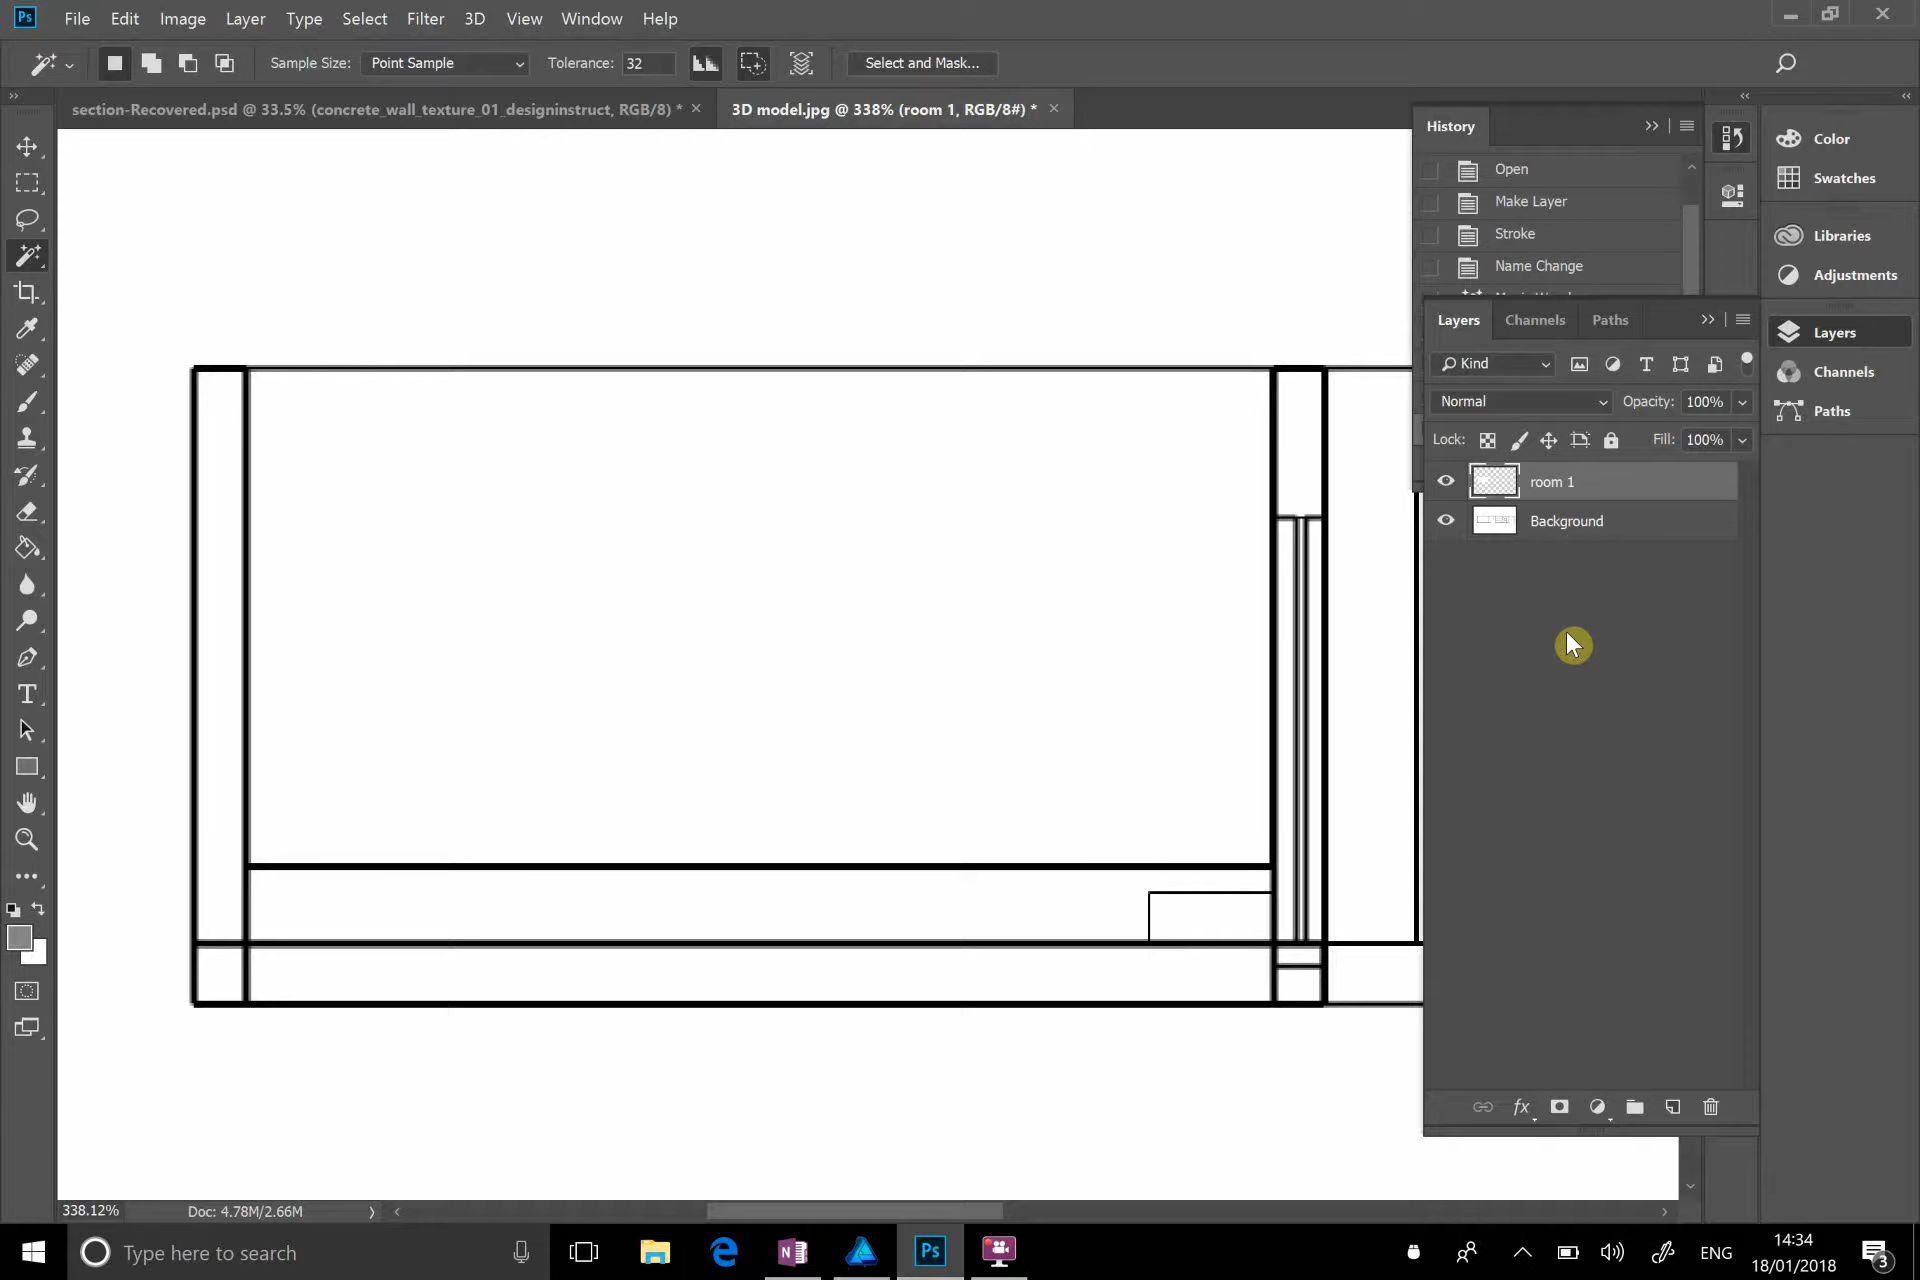 Ps File Edit Image Layer Type Select Filter 3D View Window Help
Sample Size: Point Sample Tolerance: 32 Select and Mask...
section-Recovered.psd @ 33.5% (concrete_wall_texture_01_designinstruct, RGB/8) * 3D model.jpg @ 338% (room 1, RGB/8#) *
History
Open
Make Layer
Stroke
Name Change
Color
Swatches
Libraries
Adjustments
Layers
Channels
Paths
Layers Channels Paths
Kind
Normal Opacity: 100%
Lock: Fill: 100%
room 1
Background
338.12% Doc: 4.78M/2.66M
Type here to search
Ps
ENG
14:34
18/01/2018
3